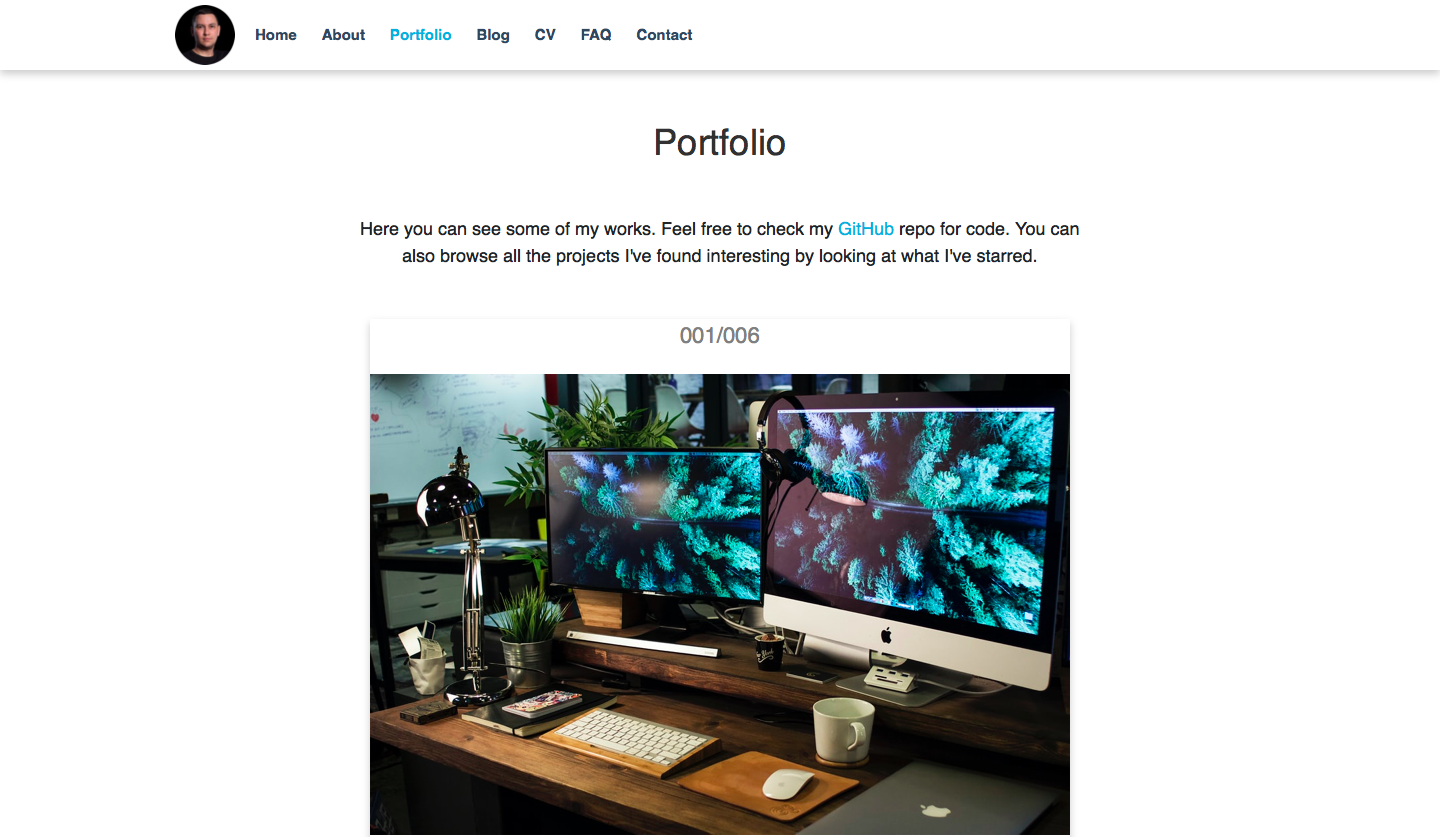 Home About Portfolio Blog CV FAQ Contact
Portfolio
Here you can see some of my works. Feel free to check my GitHub repo for code. You can
also browse all the projects I've found interesting by looking at what I've starred.
001/006